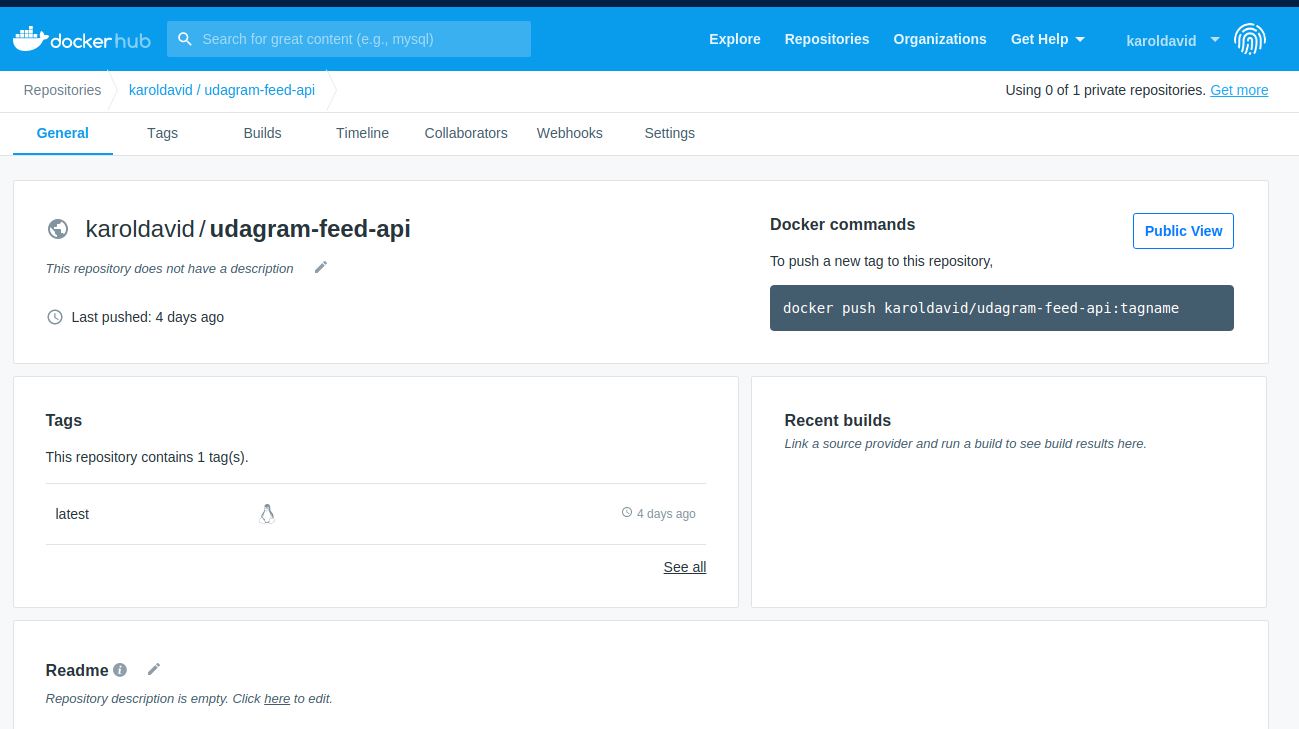 docker hub
Search for great content (e.g., mysql)
Explore
Repositories
Organizations
Get Help
karoldavid
Repositories
karoldavid / udagram-feed-api
Using 0 of 1 private repositories. Get more
General
Tags
Builds
Timeline
Collaborators
Webhooks
Settings
karoldavid / udagram-feed-api
This repository does not have a description
Last pushed: 4 days ago
Docker commands
Public View
To push a new tag to this repository,
docker push karoldavid/udagram-feed-api:tagname
Tags
This repository contains 1 tag(s).
latest
4 days ago
See all
Recent builds
Link a source provider and run a build to see build results here.
Readme
Repository description is empty. Click here to edit.